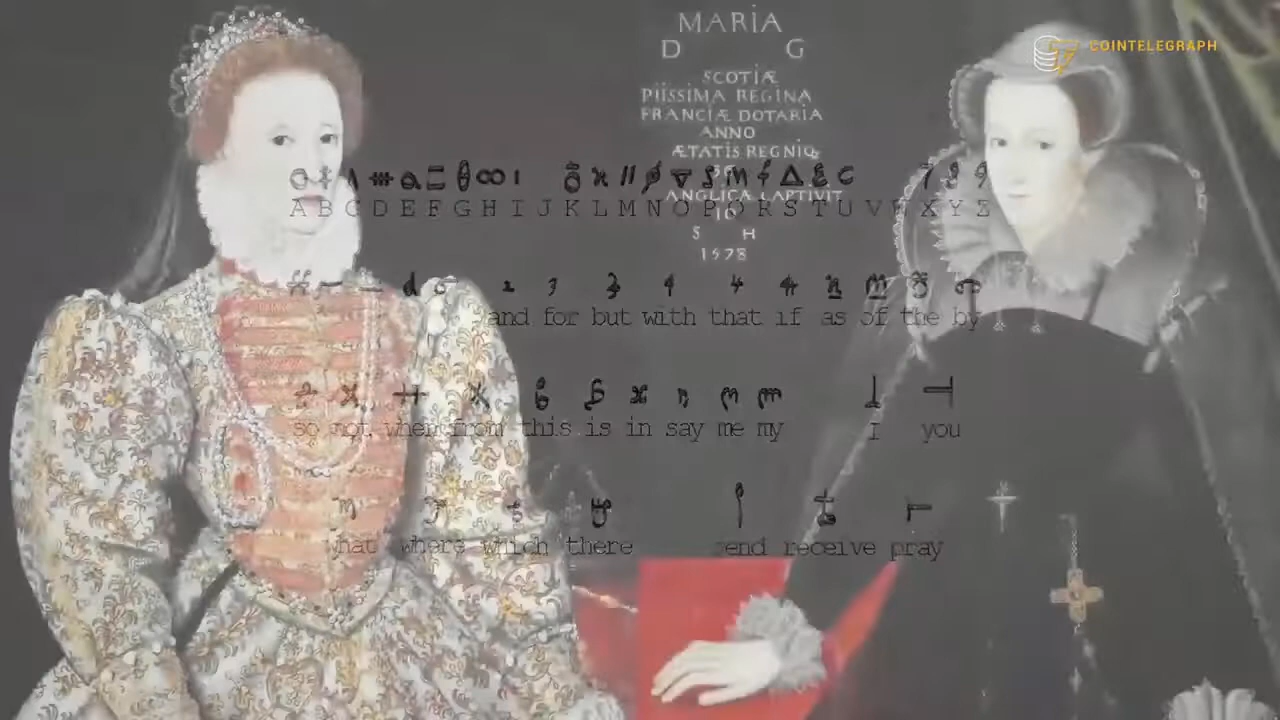 COINTELEGRAPH
MARIA
D G
SCOTIÆ
PIISSIMA REGINA
FRANCIÆ DOTARIA
ANNO
ÆTATIS REGNIQ
36
ANGLICA CAPTIVIT
10
S H
1578
A B C D E F G H I J K L M N O P Q R S T U V W X Y Z
and for but with that if as of the by
so not when from this is in say me my I you
what where which there send receive pray